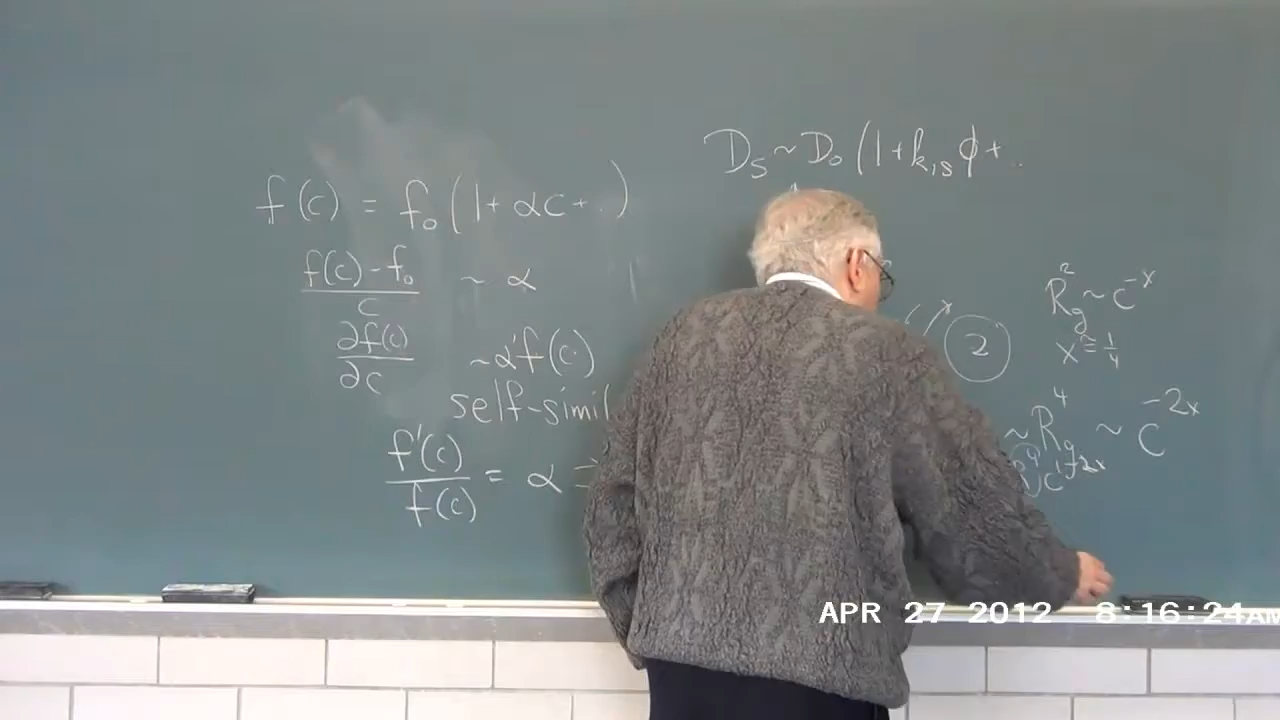 f(c) = f₀(1+αc+..)
f(c)-f₀ / c ~ α
∂f(c) / ∂c ~α'f(c)
self-simil
f'(c) / f(c) = α =
D_S ~ D₀(1+k₁,s ϕ+..
2
R_g² ~ c^-x
x ≅ 1/4
~ R_g⁴ ~ c^-2x
APR 27 2012 8:16:24AM